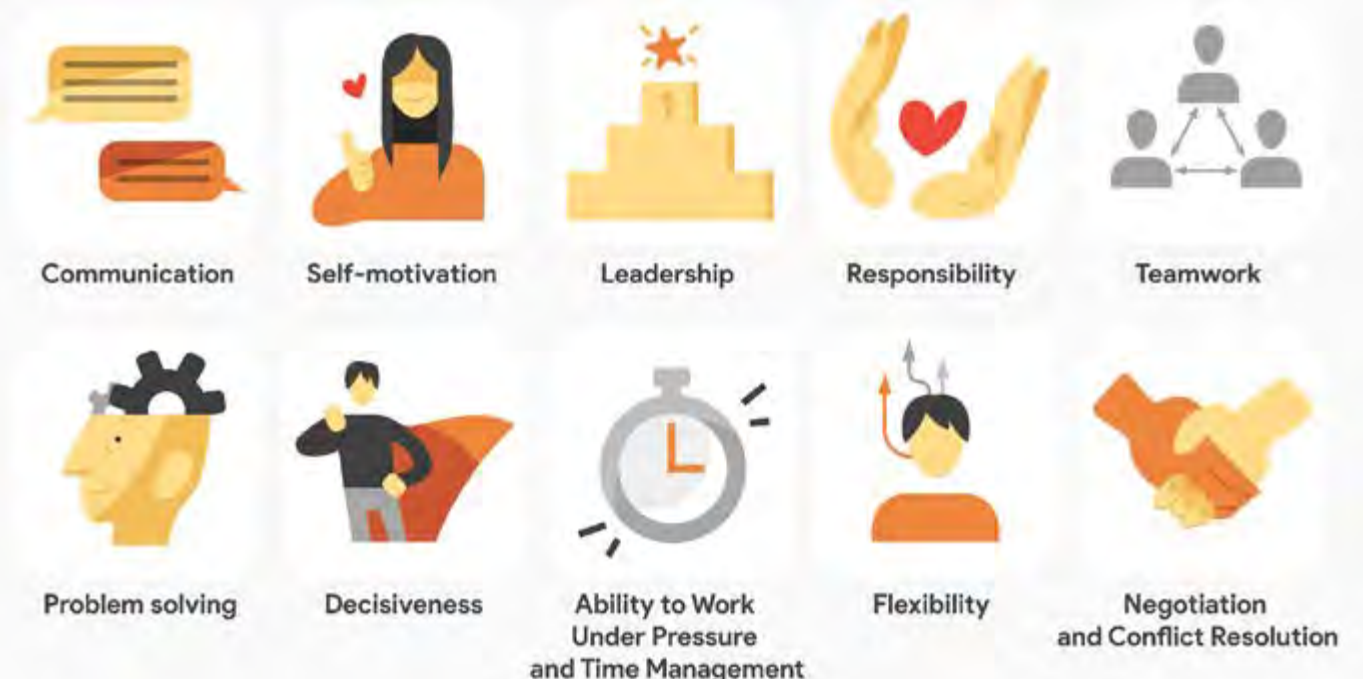 Communication
Self-motivation
Leadership
Responsibility
Teamwork
Problem solving
Decisiveness
Ability to Work
Under Pressure
and Time Management
Flexibility
Negotiation
and Conflict Resolution